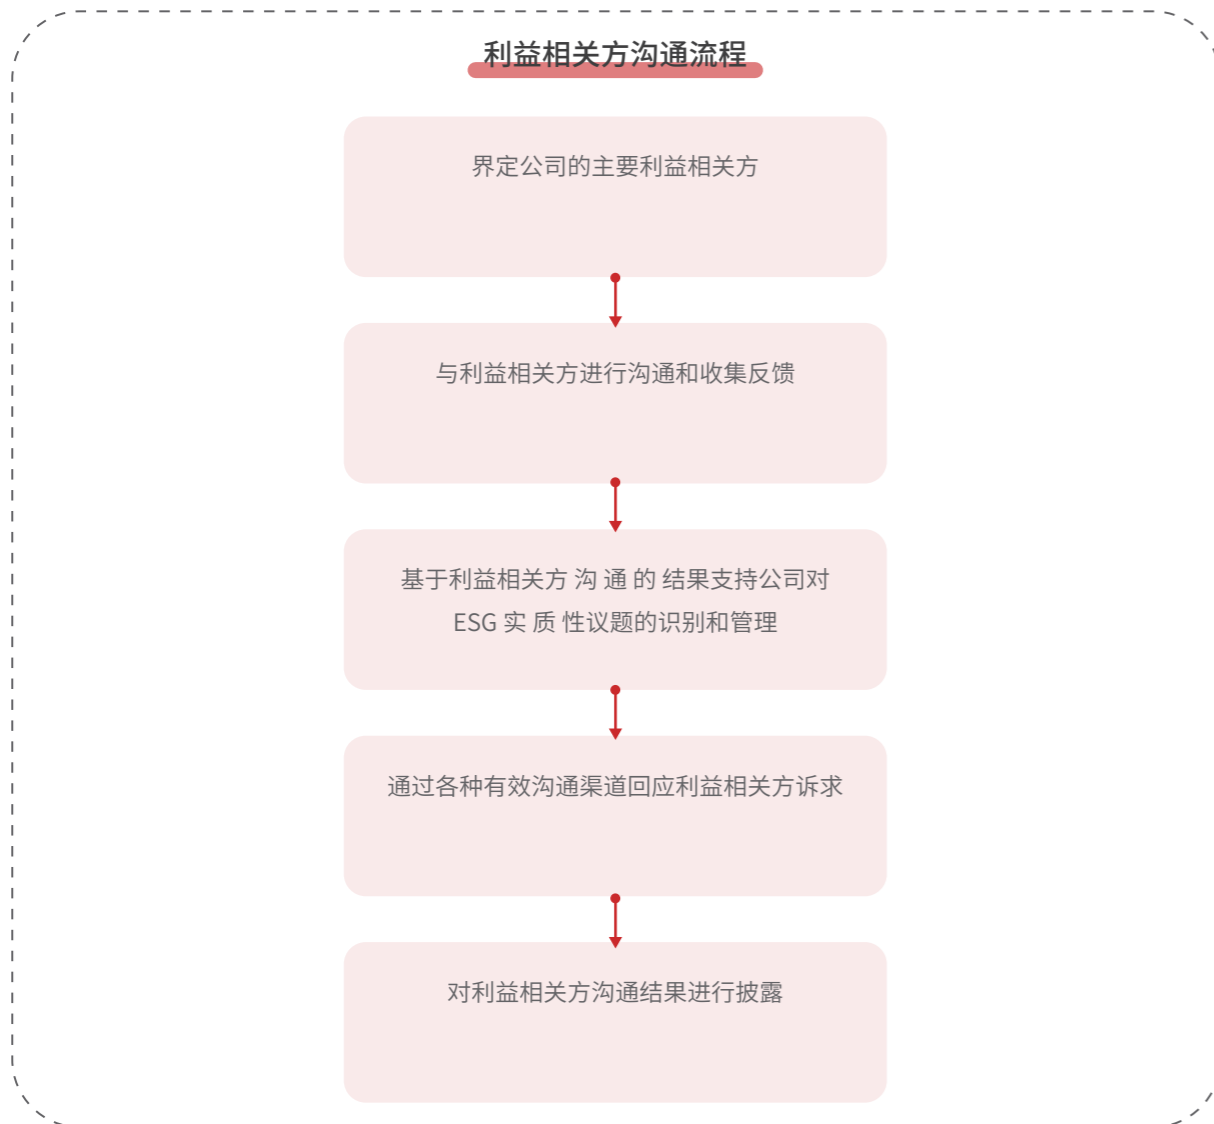 利益相关方沟通流程
界定公司的主要利益相关方
与利益相关方进行沟通和收集反馈
基于利益相关方 沟 通 的 结果支持公司对
ESG 实 质 性议题的识别和管理
通过各种有效沟通渠道回应利益相关方诉求
对利益相关方沟通结果进行披露